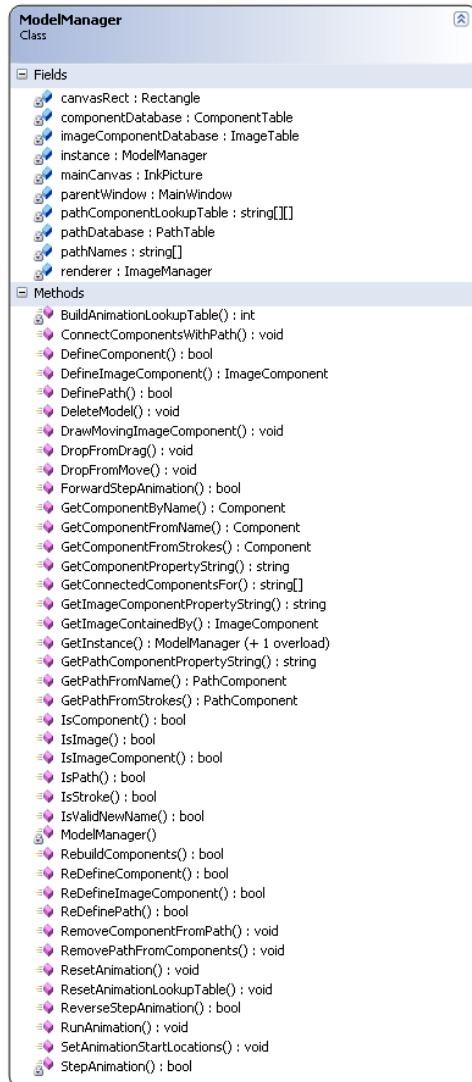 ModelManager
Class
Fields
canvasRect : Rectangle
componentDatabase : ComponentTable
imageComponentDatabase : ImageTable
instance : ModelManager
mainCanvas : InkPicture
parentWindow : MainWindow
pathComponentLookupTable : string[][]
pathDatabase : PathTable
pathNames : string[]
renderer : ImageManager
Methods
BuildAnimationLookupTable() : int
ConnectComponentsWithPath() : void
DefineComponent() : bool
DefineImageComponent() : ImageComponent
DefinePath() : bool
DeleteModel() : void
DrawMovingImageComponent() : void
DropFromDrag() : void
DropFromMove() : void
ForwardStepAnimation() : bool
GetComponentByName() : Component
GetComponentFromName() : Component
GetComponentFromStrokes() : Component
GetComponentPropertyString() : string
GetConnectedComponentsFor() : string[]
GetImageComponentPropertyString() : string
GetImageContainedBy() : ImageComponent
GetInstance() : ModelManager (+ 1 overload)
GetPathComponentPropertyString() : string
GetPathFromName() : PathComponent
GetPathFromStrokes() : PathComponent
IsComponent() : bool
IsImage() : bool
IsImageComponent() : bool
IsPath() : bool
IsStroke() : bool
IsValidNewName() : bool
ModelManager()
RebuildComponents() : bool
ReDefineComponent() : bool
ReDefineImageComponent() : bool
ReDefinePath() : bool
RemoveComponentFromPath() : void
RemovePathFromComponents() : void
ResetAnimation() : void
ResetAnimationLookupTable() : void
ReverseStepAnimation() : bool
RunAnimation() : void
SetAnimationStartLocations() : void
StepAnimation() : bool